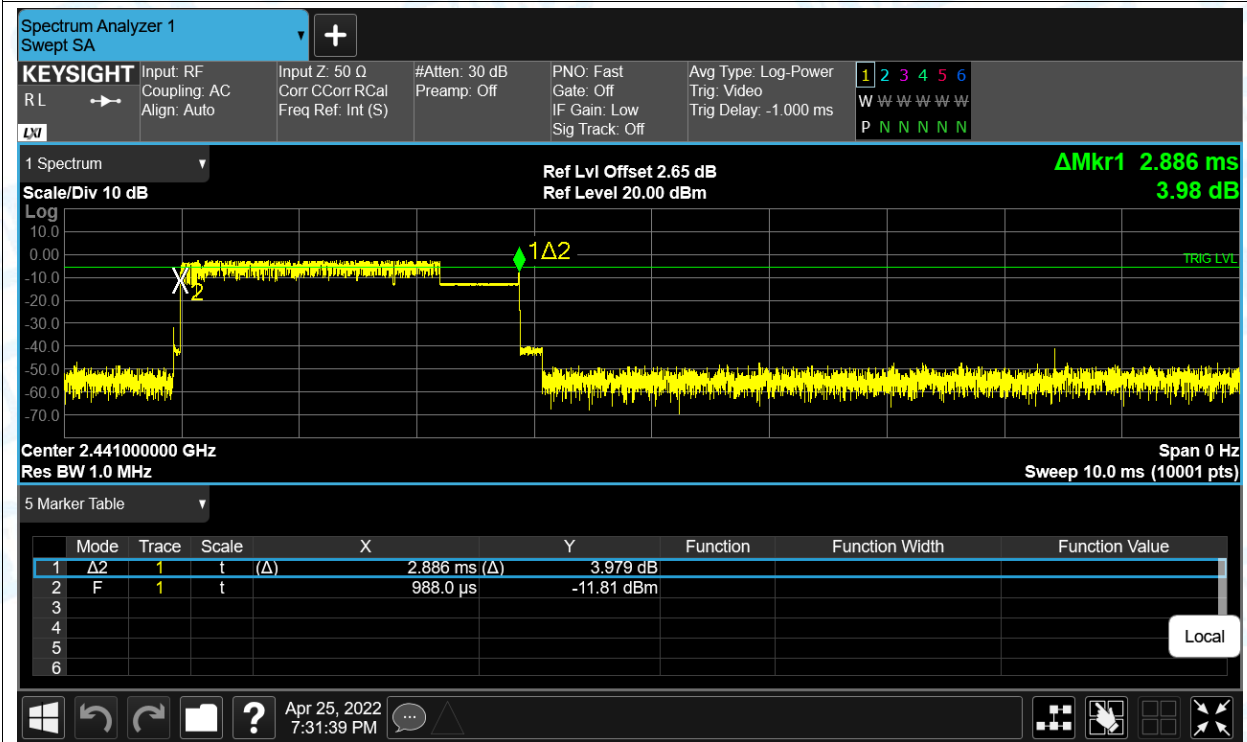 Spectrum Analyzer 1
Swept SA
KEYSIGHT Input: RF Input Z: 50 Ω #Atten: 30 dB PNO: Fast Avg Type: Log-Power 1 2 3 4 5 6
R L Coupling: AC Corr CCorr RCal Preamp: Off Gate: Off Trig: Video W W W W W W
Align: Auto Freq Ref: Int (S) IF Gain: Low Trig Delay: -1.000 ms
LXI Sig Track: Off P N N N N N
1 Spectrum Ref Lvl Offset 2.65 dB ΔMkr1 2.886 ms
Scale/Div 10 dB Ref Level 20.00 dBm 3.98 dB
Log
10.0
0.00 1Δ2 TRIG LVL
-10.0
2
-20.0
-30.0
-40.0
-50.0
-60.0
-70.0
Center 2.441000000 GHz Span 0 Hz
Res BW 1.0 MHz Sweep 10.0 ms (10001 pts)
5 Marker Table
Mode Trace Scale X Y Function Function Width Function Value
1 Δ2 1 t (Δ) 2.886 ms (Δ) 3.979 dB
2 F 1 t 988.0 µs -11.81 dBm
3
4
5
6
Local
? Apr 25, 2022
7:31:39 PM